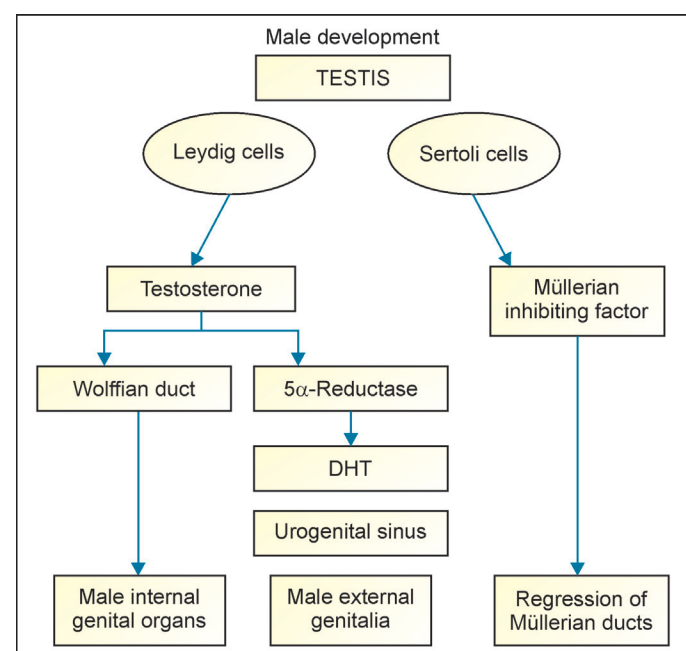 Male development
TESTIS
Leydig cells
Sertoli cells
Testosterone
Müllerian
inhibiting factor
Wolffian duct
5α-Reductase
DHT
Urogenital sinus
Male internal
genital organs
Male external
genitalia
Regression of
Müllerian ducts